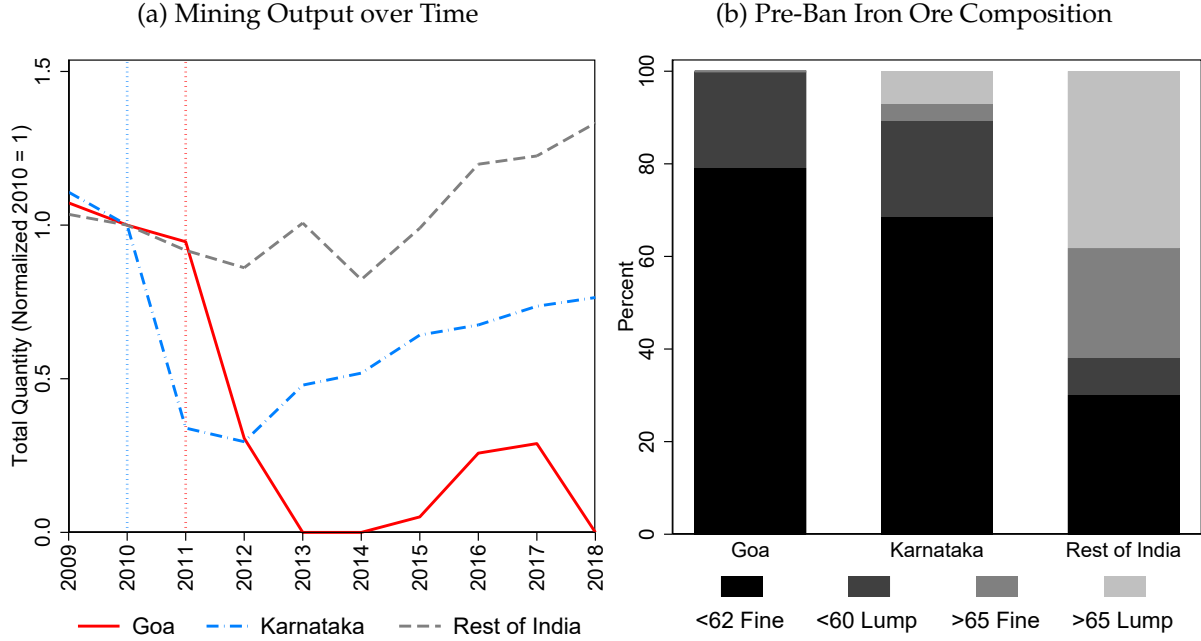 (a) Mining Output over Time
Total Quantity (Normalized 2010 = 1)
1.5
1.0
0.5
0.0
2009
2010
2011
2012
2013
2014
2015
2016
2017
2018
Goa
Karnataka
Rest of India
(b) Pre-Ban Iron Ore Composition
Percent
100
80
60
40
20
0
Goa
Karnataka
Rest of India
<62 Fine
<60 Lump
>65 Fine
>65 Lump